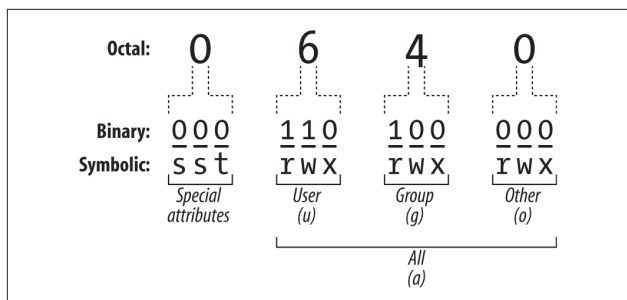 Octal: 0 6 4 0
Binary: 000 110 100 000
Symbolic: sst rwx rwx rwx
Special attributes User (u) Group (g) Other (o)
All
(a)